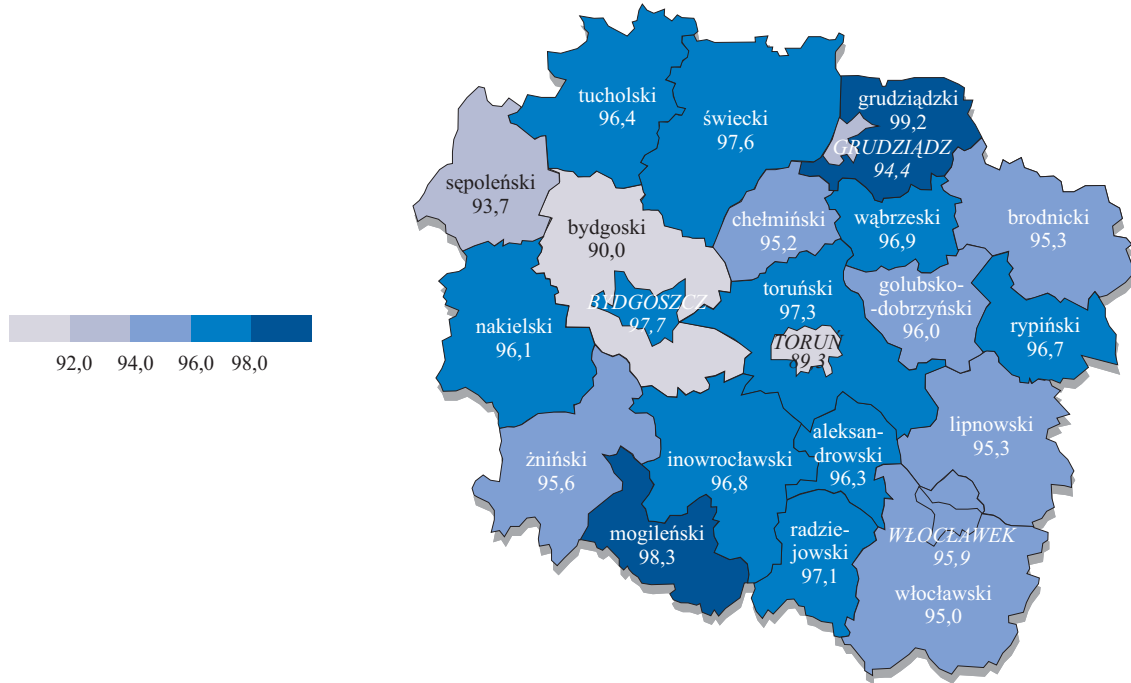 tucholski
96,4
świecki
97,6
grudziądzki
99,2
GRUDZIĄDZ
94,4
sępoleński
93,7
bydgoski
90,0
chełmiński
95,2
wąbrzeski
96,9
brodnicki
95,3
BYDGOSZCZ
97,7
toruński
97,3
golubsko-
-dobrzyński
96,0
nakielski
96,1
TORUŃ
89,3
rypiński
96,7
92,0 94,0 96,0 98,0
żniński
95,6
inowrocławski
96,8
aleksan-
drowski
96,3
lipnowski
95,3
mogileński
98,3
radzie-
jowski
97,1
WŁOCŁAWEK
95,9
włocławski
95,0